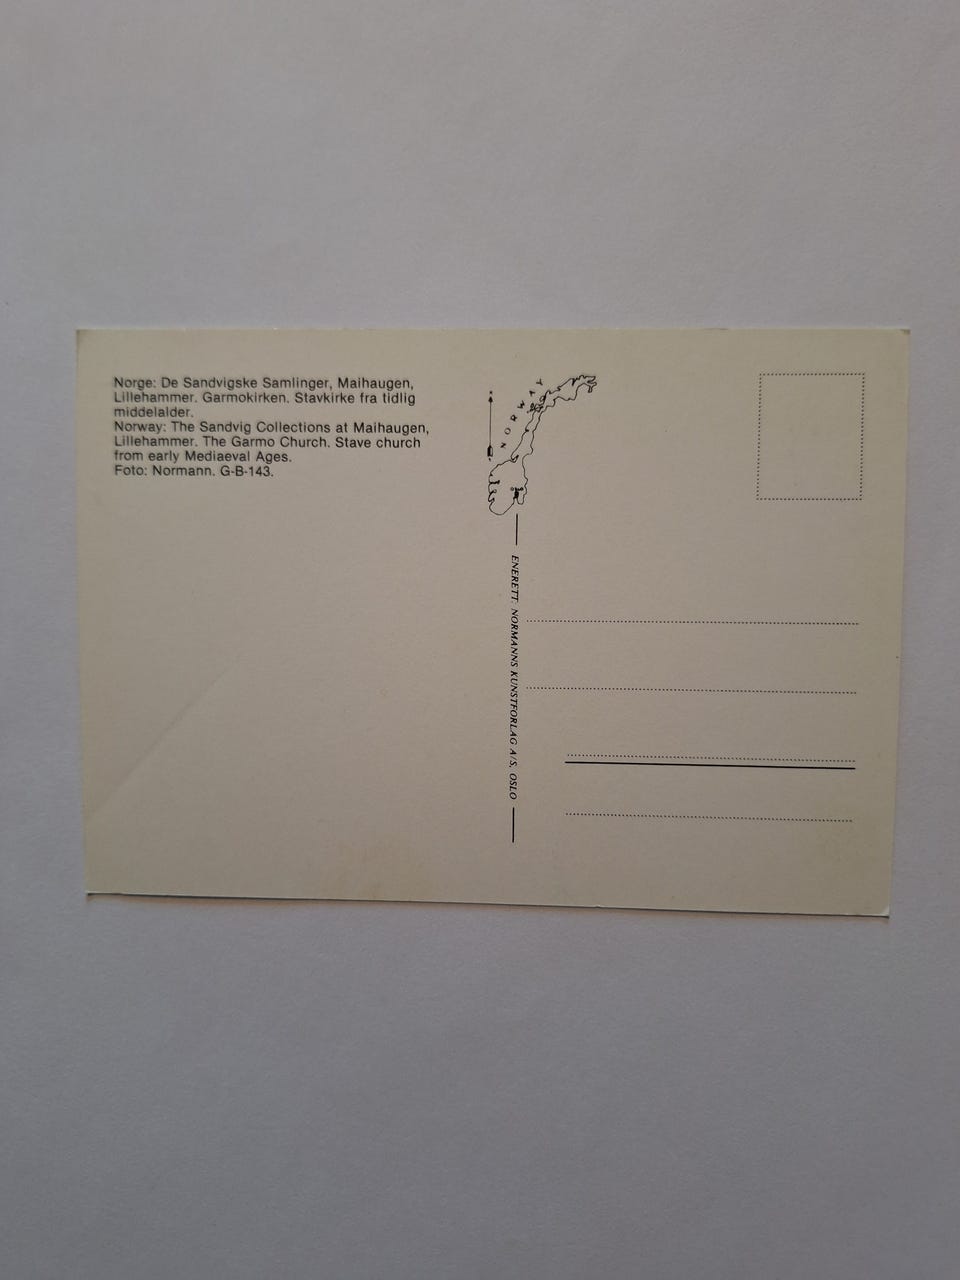 Norge: De Sandvigske Samlinger, Maihaugen,
Lillehammer. Garmokirken. Stavkirke fra tidlig
middelalder.
Norway: The Sandvig Collections at Maihaugen,
Lillehammer. The Garmo Church. Stave church
from early Mediaeval Ages.
Foto: Normann. G-B-143.
NORWAY
ENERETT: NORMANNS KUNSTFORLAG A/S, OSLO